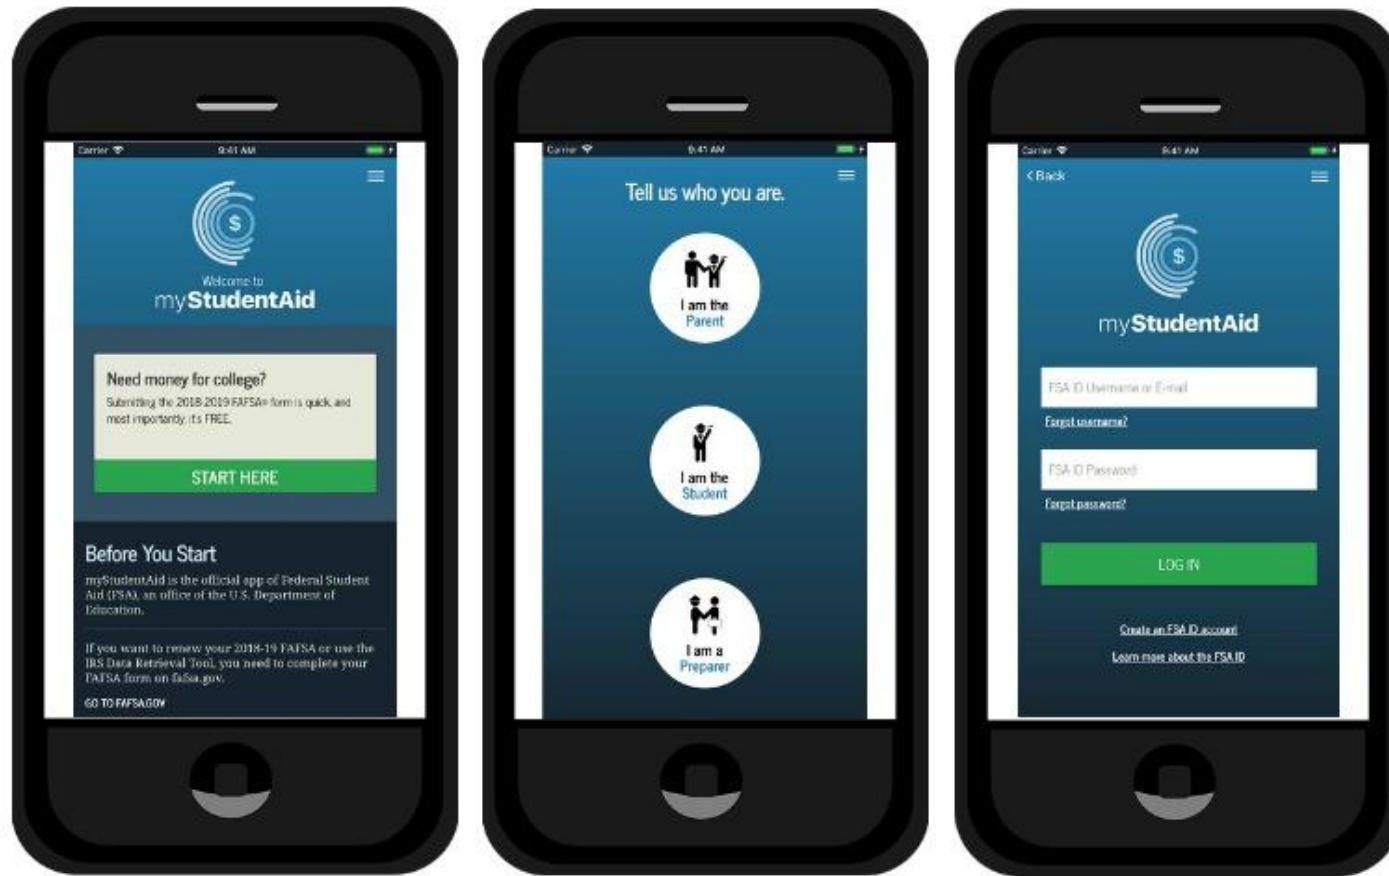 Carrier 9:41 AM
$
Welcome to
myStudentAid
Need money for college?
Submitting the 2018-2019 FAFSA® form is quick, and
most importantly, it's FREE.
START HERE
Before You Start
myStudentAid is the official app of Federal Student
Aid (FSA), an office of the U.S. Department of
Education.
If you want to renew your 2018-19 FAFSA or use the
IRS Data Retrieval Tool, you need to complete your
FAFSA form on fafsa.gov.
GO TO FAFSA.GOV
Carrier 9:41 AM
Tell us who you are.
I am the
Parent
I am the
Student
I am a
Preparer
Carrier 9:41 AM
< Back
$
myStudentAid
FSA ID Username or E-mail
Forgot username?
FSA ID Password
Forgot password?
LOG IN
Create an FSA ID account
Learn more about the FSA ID